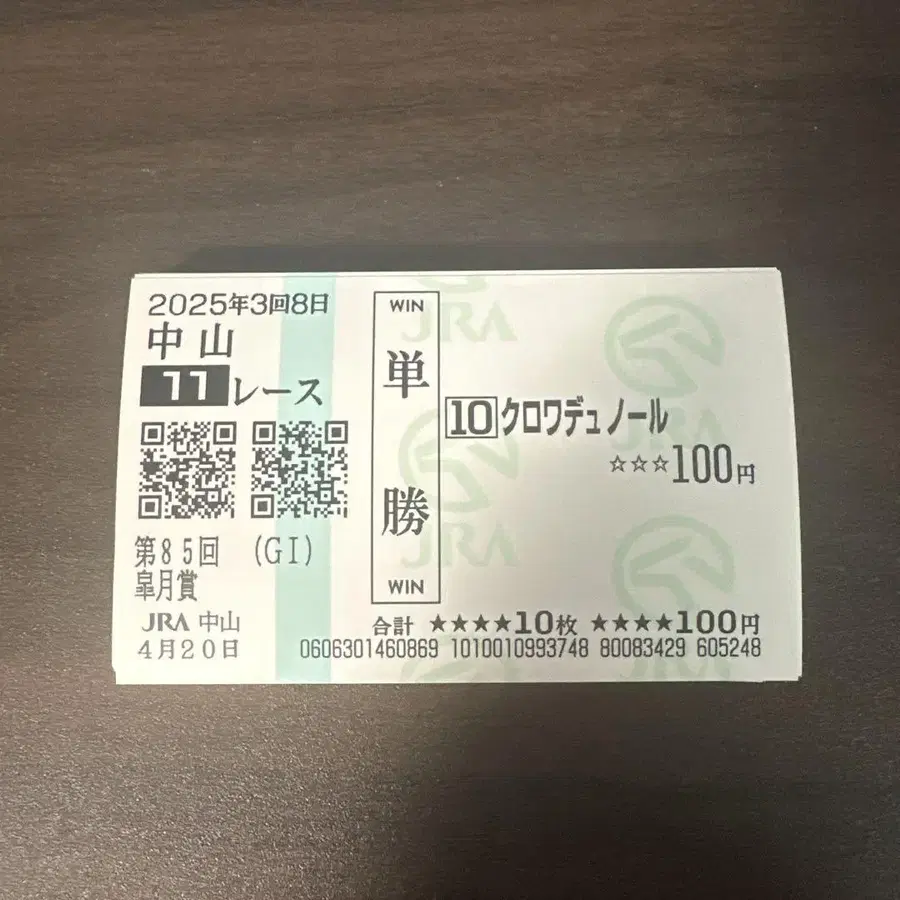 2025年3回8日
中山
11レース
第85回 (GI)
皐月賞
JRA 中山
4月20日
WIN
単勝
WIN
10 クロワデュノール
☆☆☆100円
合計 ★★★★10枚 ★★★★100円
0606301460869 1010010993748 80083429 605248
JRA
JRA
JRA
JRA